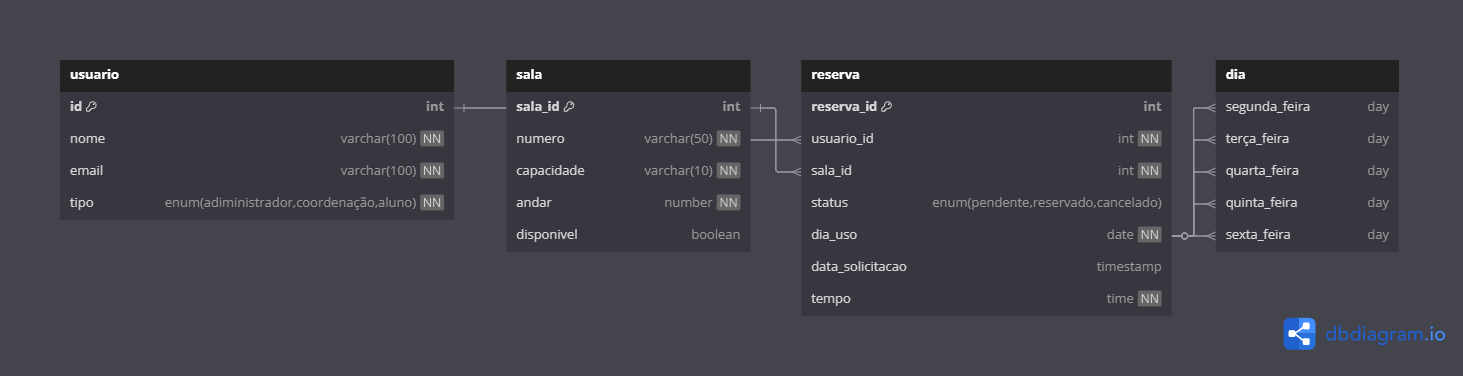 usuario
id int
nome varchar(100) NN
email varchar(100) NN
tipo enum(adiministrador,coordenação,aluno) NN
sala
sala_id int
numero varchar(50) NN
capacidade varchar(10) NN
andar number NN
disponivel boolean
reserva
reserva_id int
usuario_id int NN
sala_id int NN
status enum(pendente,reservado,cancelado)
dia_uso date NN
data_solicitacao timestamp
tempo time NN
dia
segunda_feira day
terça_feira day
quarta_feira day
quinta_feira day
sexta_feira day
dbdiagram.io